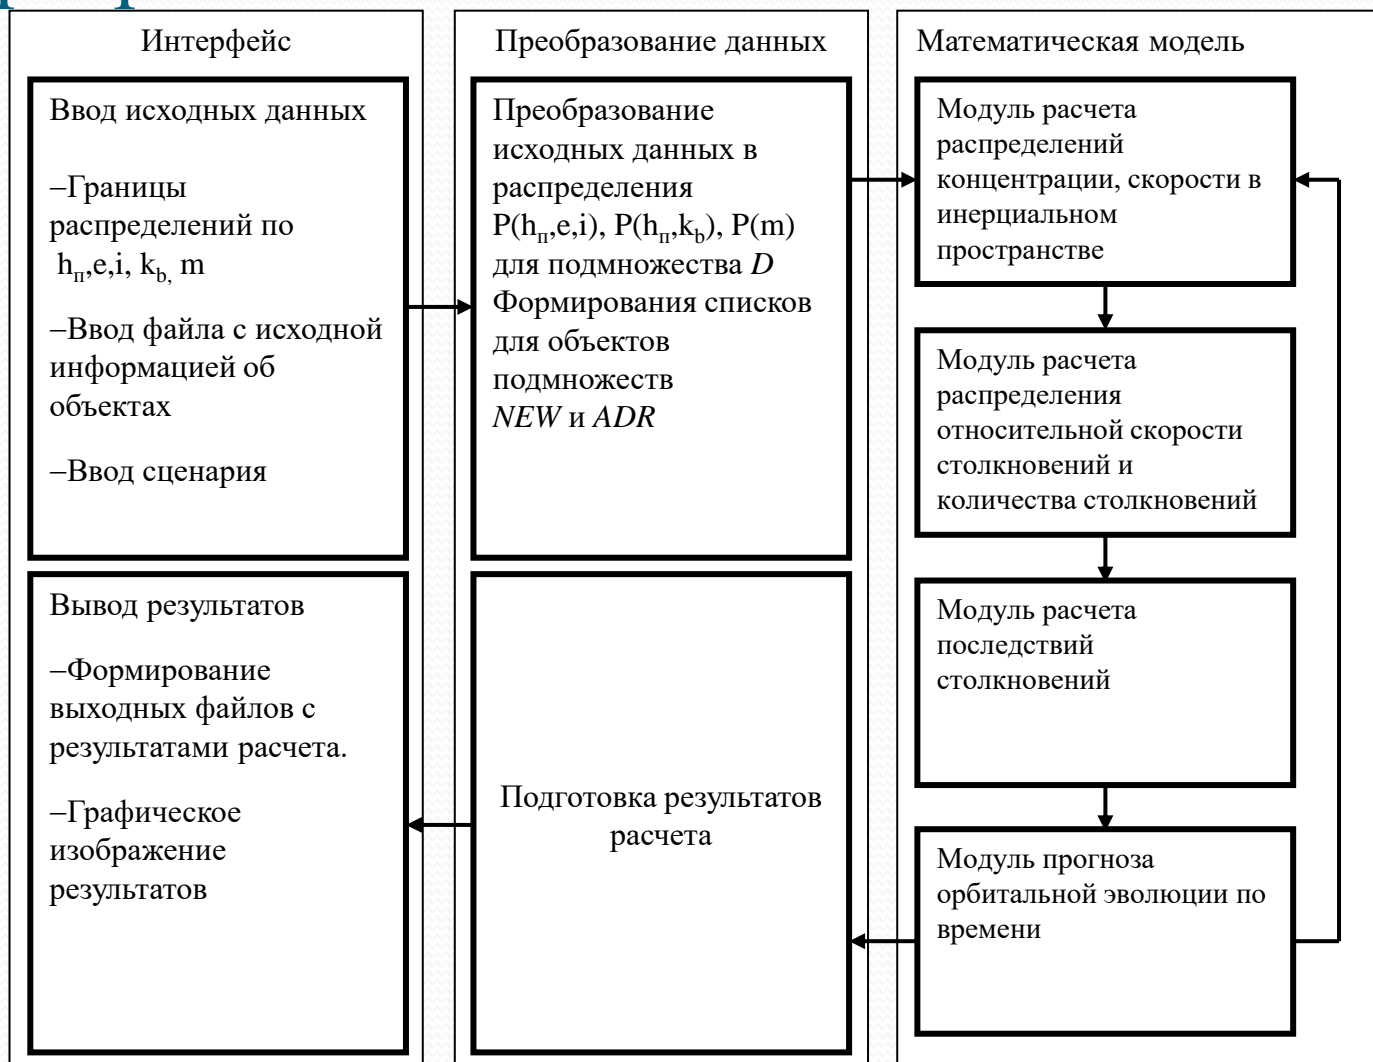 Интерфейс
Ввод исходных данных
–Границы
распределений по
hп,e,i, kb, m
–Ввод файла с исходной
информацией об
объектах
–Ввод сценария
Вывод результатов
–Формирование
выходных файлов с
результатами расчета.
–Графическое
изображение
результатов
Преобразование данных
Преобразование
исходных данных в
распределения
P(hп,e,i), P(hп,kb), P(m)
для подмножества D
Формирования списков
для объектов
подмножеств
NEW и ADR
Подготовка результатов
расчета
Математическая модель
Модуль расчета
распределений
концентрации, скорости в
инерциальном
пространстве
Модуль расчета
распределения
относительной скорости
столкновений и
количества столкновений
Модуль расчета
последствий
столкновений
Модуль прогноза
орбитальной эволюции по
времени